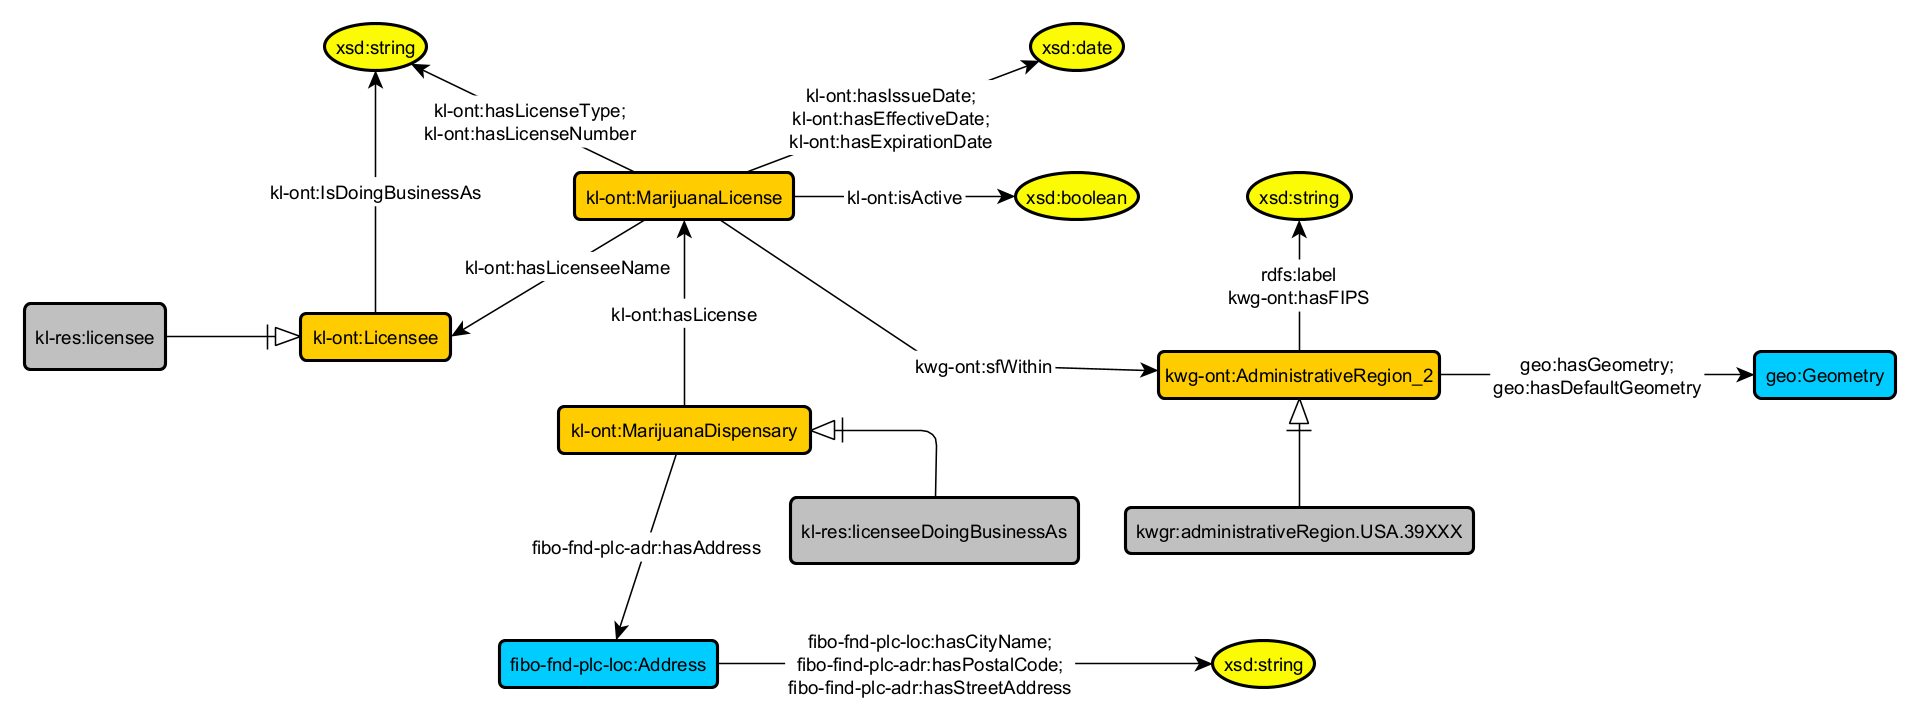 xsd:string
xsd:date
kl-ont:hasLicenseType;
kl-ont:hasLicenseNumber
kl-ont:hasIssueDate;
kl-ont:hasEffectiveDate;
kl-ont:hasExpirationDate
kl-ont:IsDoingBusinessAs
kl-ont:MarijuanaLicense
kl-ont:isActive
xsd:boolean
xsd:string
kl-ont:hasLicenseeName
rdfs:label
kwg-ont:hasFIPS
kl-ont:hasLicense
kl-res:licensee
kl-ont:Licensee
kwg-ont:sfWithin
kwg-ont:AdministrativeRegion_2
geo:hasGeometry;
geo:hasDefaultGeometry
geo:Geometry
kl-ont:MarijuanaDispensary
kl-res:licenseeDoingBusinessAs
kwgr:administrativeRegion.USA.39XXX
fibo-fnd-plc-adr:hasAddress
fibo-fnd-plc-loc:Address
fibo-fnd-plc-loc:hasCityName;
fibo-find-plc-adr:hasPostalCode;
fibo-find-plc-adr:hasStreetAddress
xsd:string